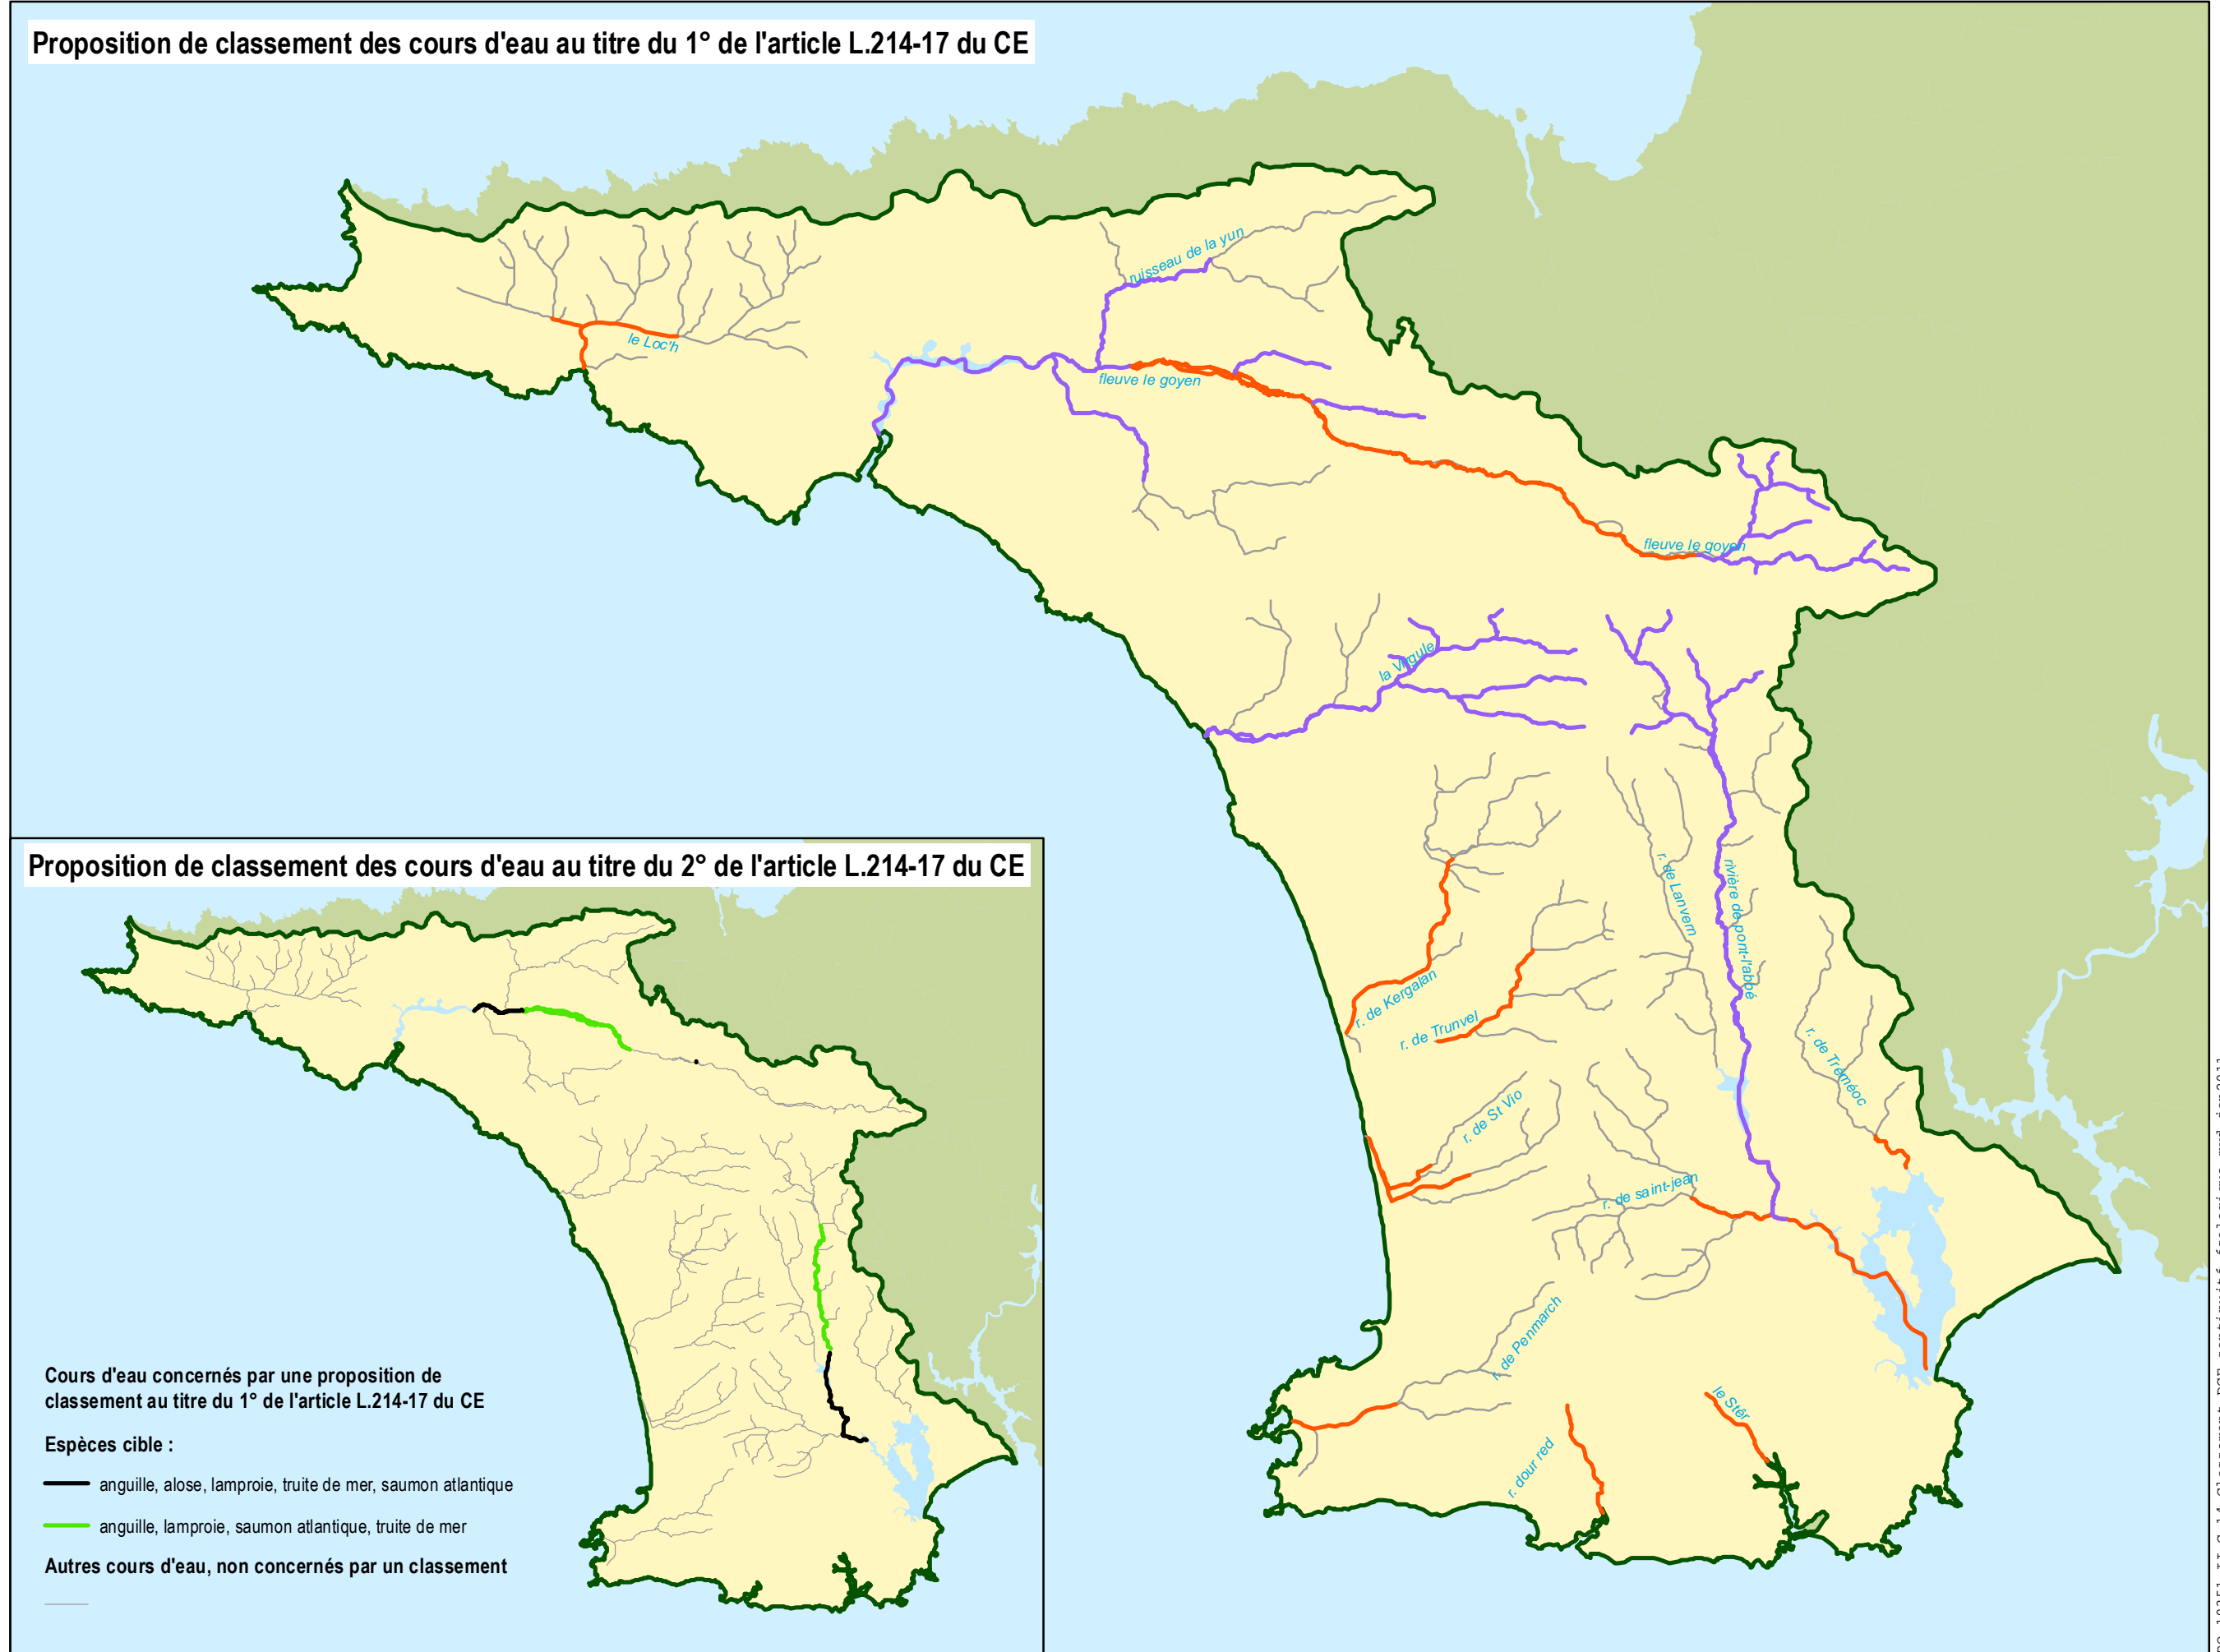 Proposition de classement des cours d'eau au titre du 1° de l'article L.214-17 du CE
ruisseau de la yun
le Loc'h
fleuve le goyen
fleuve le goyen
la Virgule
r. de Lanvern
rivière de pont-l'abbé
r. de Kergalan
r. de Trunvel
r. de Tréméoc
r. de St Vio
r. de saint-jean
r. de Penmarch
r. dour red
le Stêr
Proposition de classement des cours d'eau au titre du 2° de l'article L.214-17 du CE
Cours d'eau concernés par une proposition de
classement au titre du 1° de l'article L.214-17 du CE
Espèces cible :
anguille, alose, lamproie, truite de mer, saumon atlantique
anguille, lamproie, saumon atlantique, truite de mer
Autres cours d'eau, non concernés par un classement